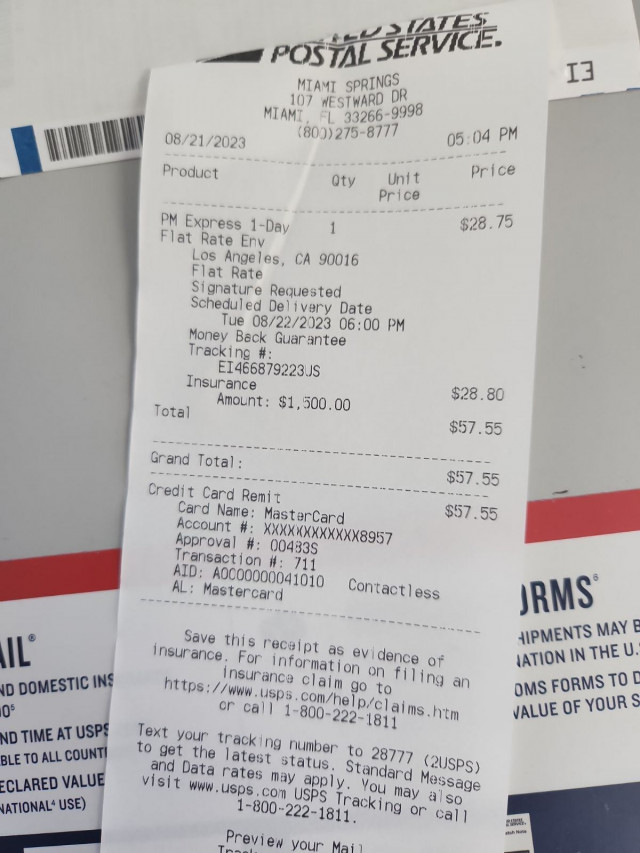 UNITED STATES
POSTAL SERVICE.
MIAMI SPRINGS
107 WESTWARD DR
MIAMI, FL 33266-9998
(800)275-8777
08/21/2023 05:04 PM
Product Qty Unit Price
Price
PM Express 1-Day 1 $28.75
Flat Rate Env
Los Angeles, CA 90016
Flat Rate
Signature Requested
Scheduled Delivery Date
Tue 08/22/2023 06:00 PM
Money Back Guarantee
Tracking #:
EI466879223US
Insurance $28.80
Amount: $1,500.00
Total $57.55
Grand Total: $57.55
Credit Card Remit $57.55
Card Name: MasterCard
Account #: XXXXXXXXXXXX8957
Approval #: 00483S
Transaction #: 711
AID: A0000000041010 Contactless
AL: Mastercard
Save this receipt as evidence of
insurance. For information on filing an
insurance claim go to
https://www.usps.com/help/claims.htm
or call 1-800-222-1811
Text your tracking number to 28777 (2USPS)
to get the latest status. Standard Message
and Data rates may apply. You may also
visit www.usps.com USPS Tracking or call
1-800-222-1811.
Preview your Mail
EI
AIL®
ND DOMESTIC INS
ND TIME AT USPS
BLE TO ALL COUNTI
ECLARED VALUE
NATIONAL⁴ USE)
ORMS
HIPMENTS MAY B
ATION IN THE U.
OMS FORMS TO D
VALUE OF YOUR S